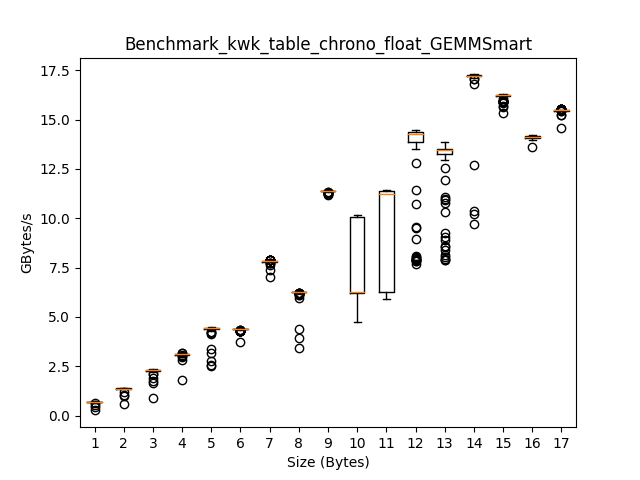 Benchmark_kwk_table_chrono_float_GEMMSmart
GBytes/s
17.5
15.0
12.5
10.0
7.5
5.0
2.5
0.0
1 2 3 4 5 6 7 8 9 10 11 12 13 14 15 16 17
Size (Bytes)